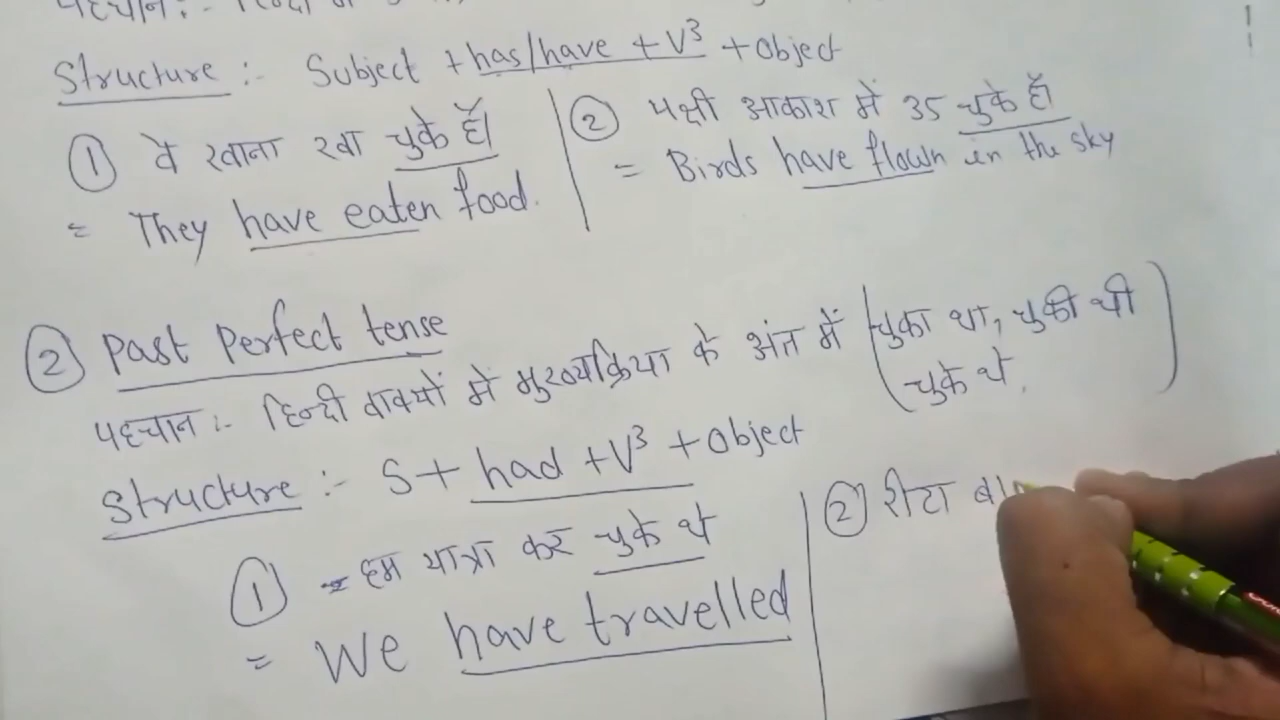 पहचान :- हिन्दी में
Structure :- Subject + has/have + V³ + Object
① वे खाना खा चुके हैं।
= They have eaten food.
② पक्षी आकाश में उड़ चुके हैं
= Birds have flown in the sky
② Past Perfect tense
पहचान :- हिन्दी वाक्यों में मुख्यक्रिया के अंत में (चुका था, चुकी थी
चुके थे.)
Structure :- S + had + V³ + Object
① - हम यात्रा कर चुके थे
= We have travelled
② रीटा